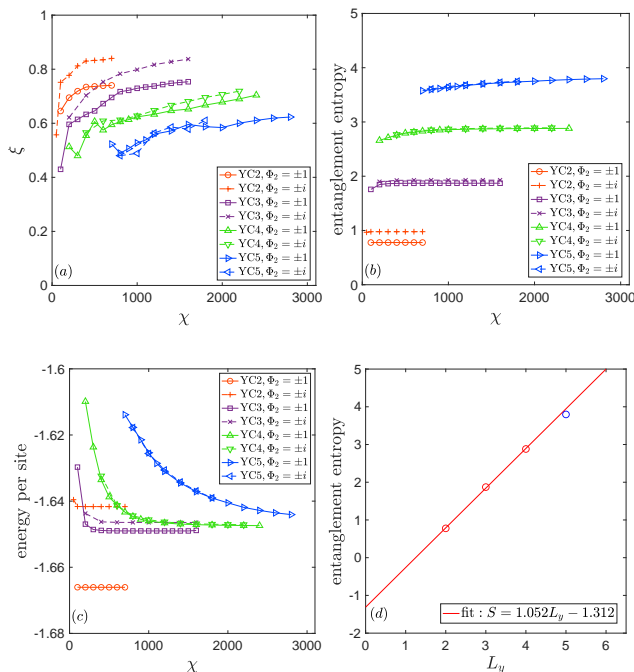 1
0.8
0.6
0.4
0.2
0
ξ
0
1000
2000
3000
χ
(a)
YC2, Φ₂ = ±1
YC2, Φ₂ = ±i
YC3, Φ₂ = ±1
YC3, Φ₂ = ±i
YC4, Φ₂ = ±1
YC4, Φ₂ = ±i
YC5, Φ₂ = ±1
YC5, Φ₂ = ±i
5
4
3
2
1
0
entanglement entropy
0
1000
2000
3000
χ
(b)
YC2, Φ₂ = ±1
YC2, Φ₂ = ±i
YC3, Φ₂ = ±1
YC3, Φ₂ = ±i
YC4, Φ₂ = ±1
YC4, Φ₂ = ±i
YC5, Φ₂ = ±1
YC5, Φ₂ = ±i
-1.6
-1.62
-1.64
-1.66
-1.68
energy per site
0
1000
2000
3000
χ
(c)
YC2, Φ₂ = ±1
YC2, Φ₂ = ±i
YC3, Φ₂ = ±1
YC3, Φ₂ = ±i
YC4, Φ₂ = ±1
YC4, Φ₂ = ±i
YC5, Φ₂ = ±1
YC5, Φ₂ = ±i
5
4
3
2
1
0
-1
-2
entanglement entropy
0
1
2
3
4
5
6
L_y
(d)
fit : S = 1.052L_y − 1.312